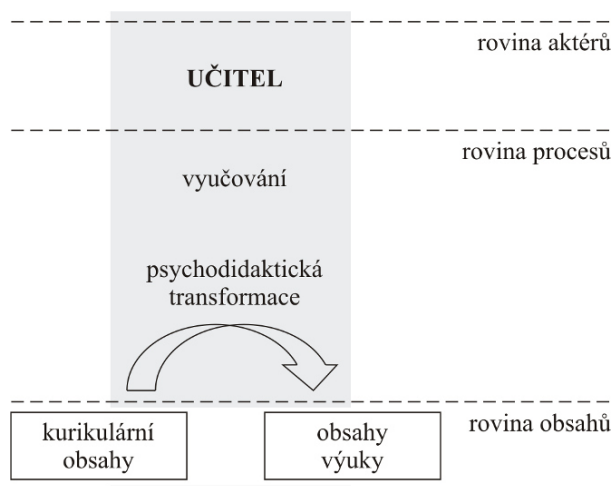 rovina aktérů
UČITEL
rovina procesů
vyučování
psychodidaktická
transformace
rovina obsahů
kurikulární
obsahy
obsahy
výuky